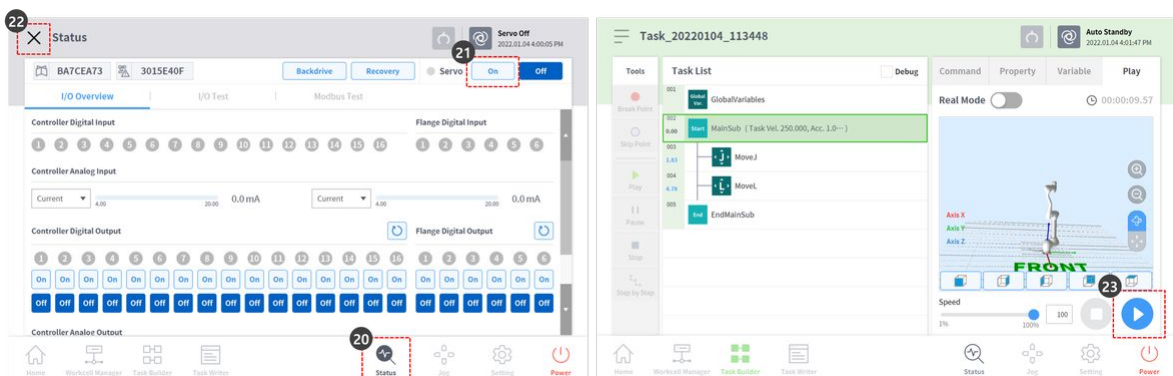 22
Status
Servo Off
2022.01.04 4:00:05 PM
21
BA7CEA73 3015E40F Backdrive Recovery Servo On Off
I/O Overview I/O Test Modbus Test
Controller Digital Input Flange Digital Input
1 2 3 4 5 6 7 8 9 10 11 12 13 14 15 16 1 2 3 4 5 6
Controller Analog Input
Current 4.00 20.00 0.0 mA Current 4.00 20.00 0.0 mA
Controller Digital Output Flange Digital Output
1 2 3 4 5 6 7 8 9 10 11 12 13 14 15 16 1 2 3 4 5 6
On On On On On On On On On On On On On On On On On On On On On On
Off Off Off Off Off Off Off Off Off Off Off Off Off Off Off Off Off Off Off Off Off Off
Controller Analog Output
20
Home Workcell Manager Task Builder Task Writer Status Jog Setting Power
Task_20220104_113448
Auto Standby
2022.01.04 4:01:47 PM
Tools Task List Debug Command Property Variable Play
Break Point
Skip Point
Play
Pause
Stop
Step by Step
001 Global Var. GlobalVariables
002 0.00 Start MainSub ( Task Vel. 250.000, Acc. 1.0··· )
003 1.83 J MoveJ
004 4.78 L MoveL
005 End EndMainSub
Real Mode 00:00:09.57
Axis X
Axis Y
Axis Z
FRONT
23
Speed
1% 100% 100
Home Workcell Manager Task Builder Task Writer Status Jog Setting Power